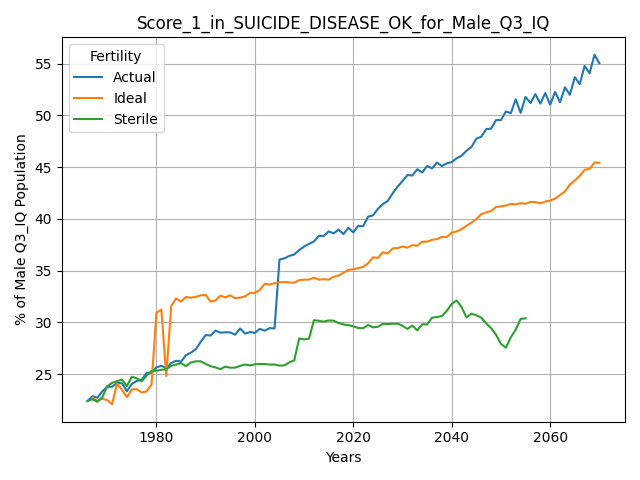 Score_1_in_SUICIDE_DISEASE_OK_for_Male_Q3_IQ
Fertility
Actual
Ideal
Sterile
% of Male Q3_IQ Population
55
50
45
40
35
30
25
1980
2000
2020
2040
2060
Years